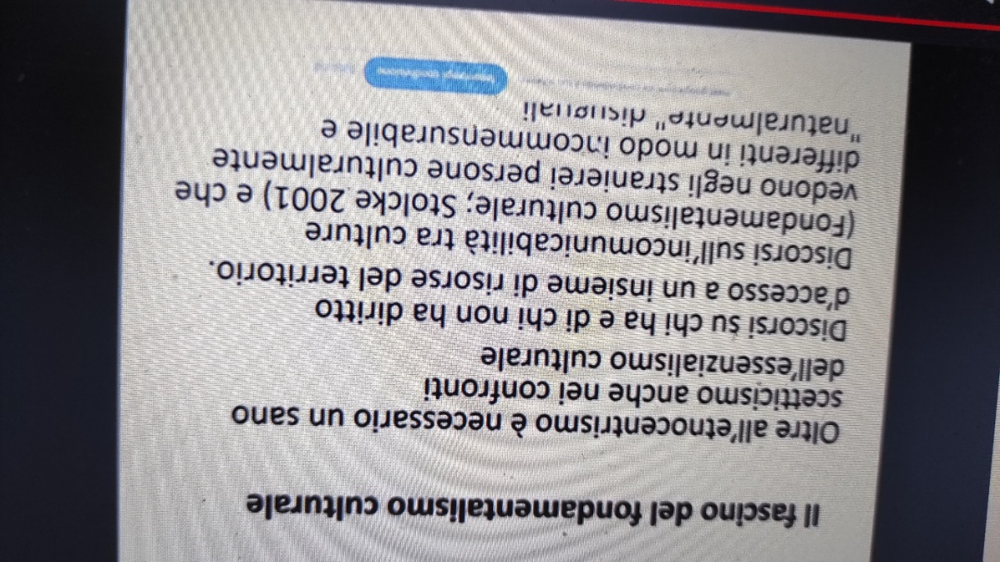 Il fascino del fondamentalismo culturale
Oltre all'etnocentrismo è necessario un sano
scetticismo anche nei confronti
dell'essenzialismo culturale
Discorsi su chi ha e di chi non ha diritto
d'accesso a un insieme di risorse del territorio.
Discorsi sull'incomunicabilità tra culture
(Fondamentalismo culturale; Stolcke 2001) e che
vedono negli stranierei persone culturalmente
differenti in modo incommensurabile e
"naturalmente" disuguali